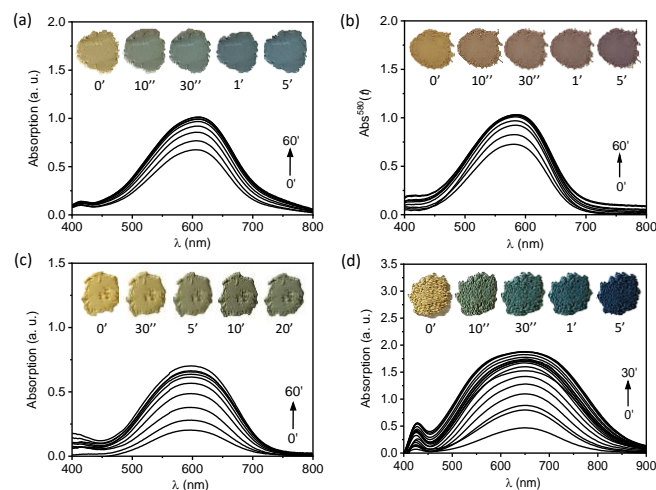 (a)
0' 10'' 30'' 1' 5'
Absorption (a. u.)
2.0
1.5
1.0
0.5
0.0
60'
0'
400 500 600 700 800
λ (nm)
(b)
0' 10'' 30'' 1' 5'
Abs⁵⁸⁰(t)
2.0
1.5
1.0
0.5
0.0
60'
0'
400 500 600 700 800
λ (nm)
(c)
0' 30'' 5' 10' 20'
Absorption (a. u.)
1.5
1.0
0.5
0.0
60'
0'
400 500 600 700 800
λ (nm)
(d)
0' 10'' 30'' 1' 5'
Absorption (a. u.)
3.5
3.0
2.5
2.0
1.5
1.0
0.5
0.0
30'
0'
400 500 600 700 800 900
λ (nm)